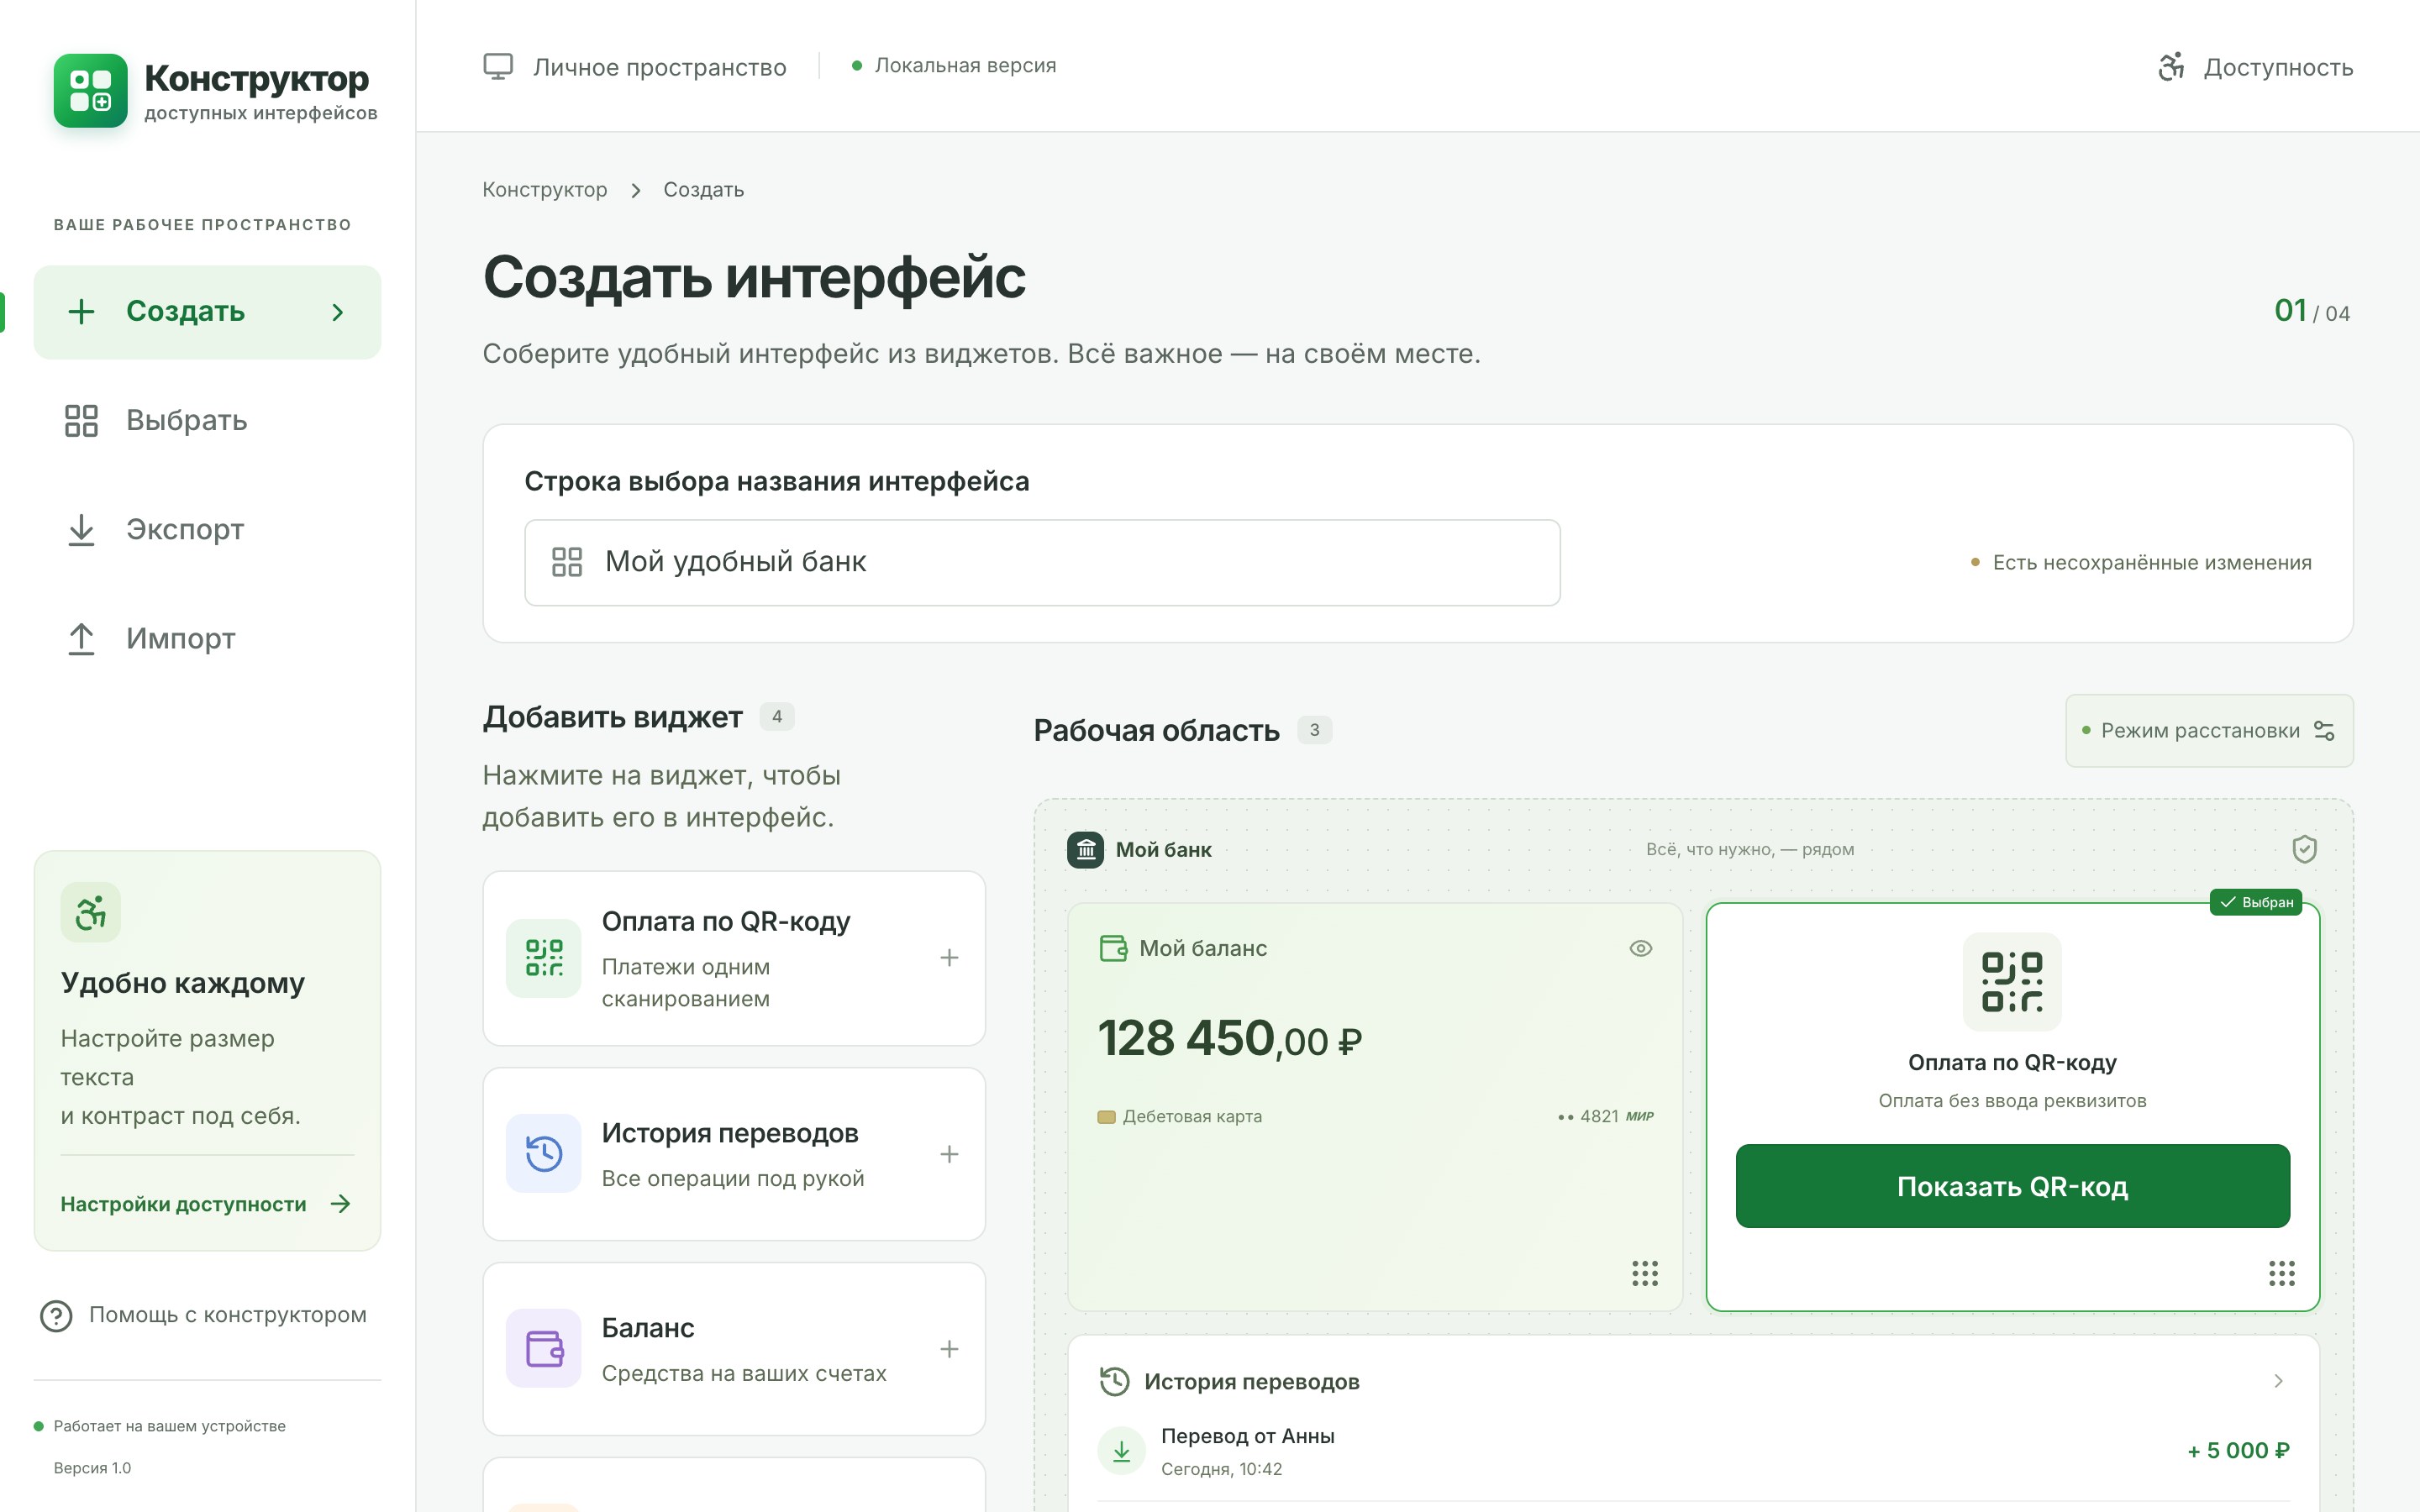 Конструктор
доступных интерфейсов
ВАШЕ РАБОЧЕЕ ПРОСТРАНСТВО
Создать
Выбрать
Экспорт
Импорт
Удобно каждому
Настройте размер
текста
и контраст под себя.
Настройки доступности
Помощь с конструктором
Работает на вашем устройстве
Версия 1.0
Личное пространство
Локальная версия
Доступность
Конструктор > Создать
Создать интерфейс
01 / 04
Соберите удобный интерфейс из виджетов. Всё важное — на своём месте.
Строка выбора названия интерфейса
Мой удобный банк
Есть несохранённые изменения
Добавить виджет 4
Нажмите на виджет, чтобы
добавить его в интерфейс.
Оплата по QR-коду
Платежи одним
сканированием
История переводов
Все операции под рукой
Баланс
Средства на ваших счетах
Рабочая область 3
Режим расстановки
Мой банк
Всё, что нужно, — рядом
Мой баланс
128 450,00 ₽
Дебетовая карта
•• 4821 МИР
Выбран
Оплата по QR-коду
Оплата без ввода реквизитов
Показать QR-код
История переводов
Перевод от Анны
Сегодня, 10:42
+ 5 000 ₽